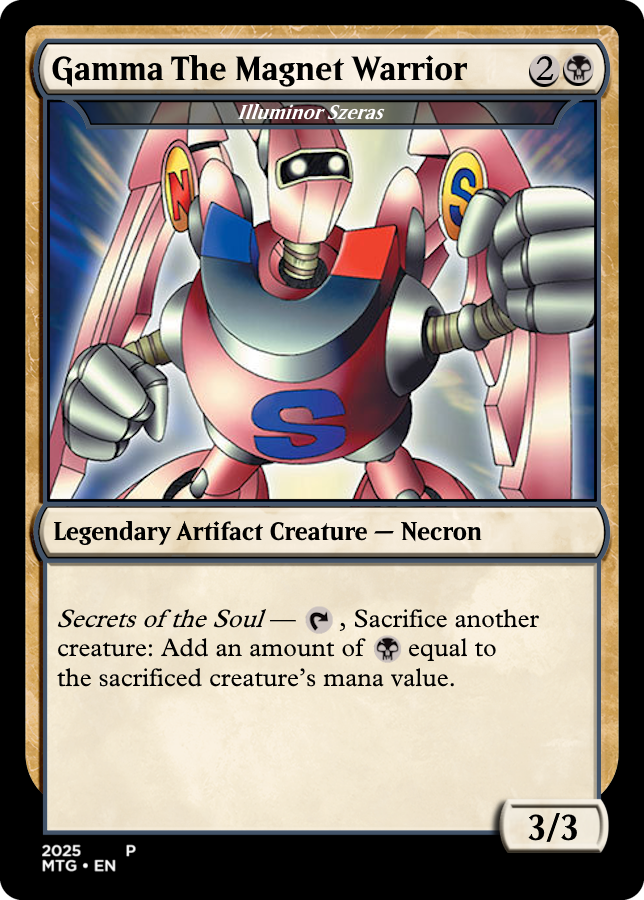 Gamma The Magnet Warrior 2
Illuminor Szeras
N
S
S
Legendary Artifact Creature — Necron
Secrets of the Soul — , Sacrifice another
creature: Add an amount of equal to
the sacrificed creature's mana value.
3/3
2025 P
MTG • EN